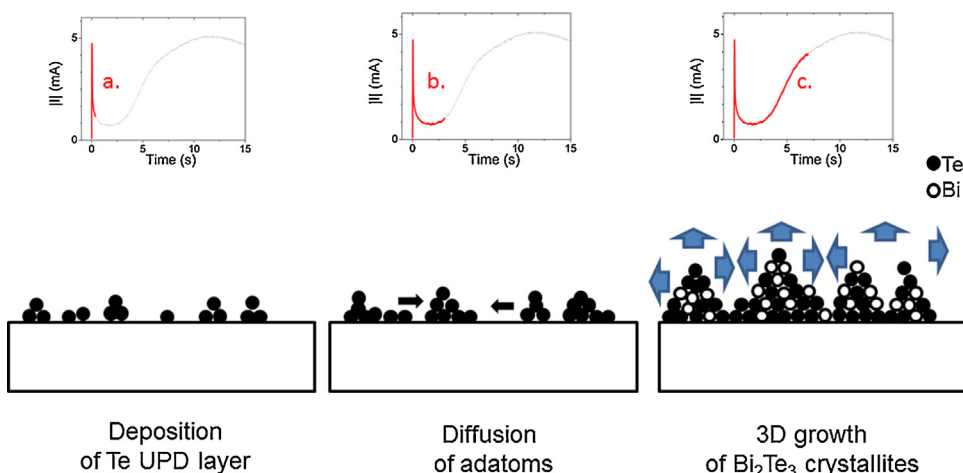 5
|I| (mA)
a.
0
0
5
10
15
Time (s)
5
|I| (mA)
b.
0
0
5
10
15
Time (s)
5
|I| (mA)
c.
0
0
5
10
15
Time (s)
Te
Bi
Deposition
of Te UPD layer
Diffusion
of adatoms
3D growth
of Bi₂Te₃ crystallites